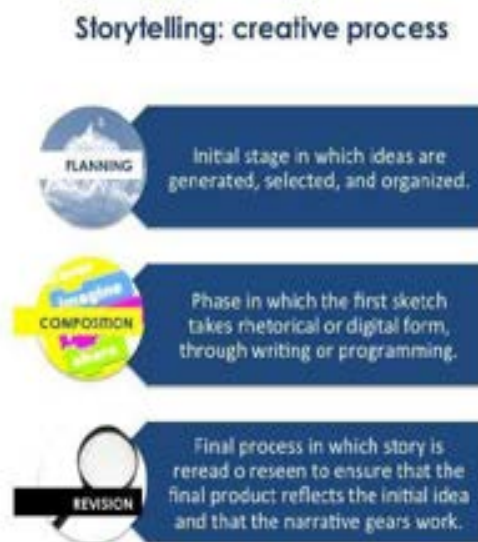 Storytelling: creative process
PLANNING
Initial stage in which ideas are
generated, selected, and organized.
imagine
COMPOSITION
share
Phase in which the first sketch
takes rhetorical or digital form,
through writing or programming.
REVISION
Final process in which story is
reread o reseen to ensure that the
final product reflects the initial idea
and that the narrative gears work.